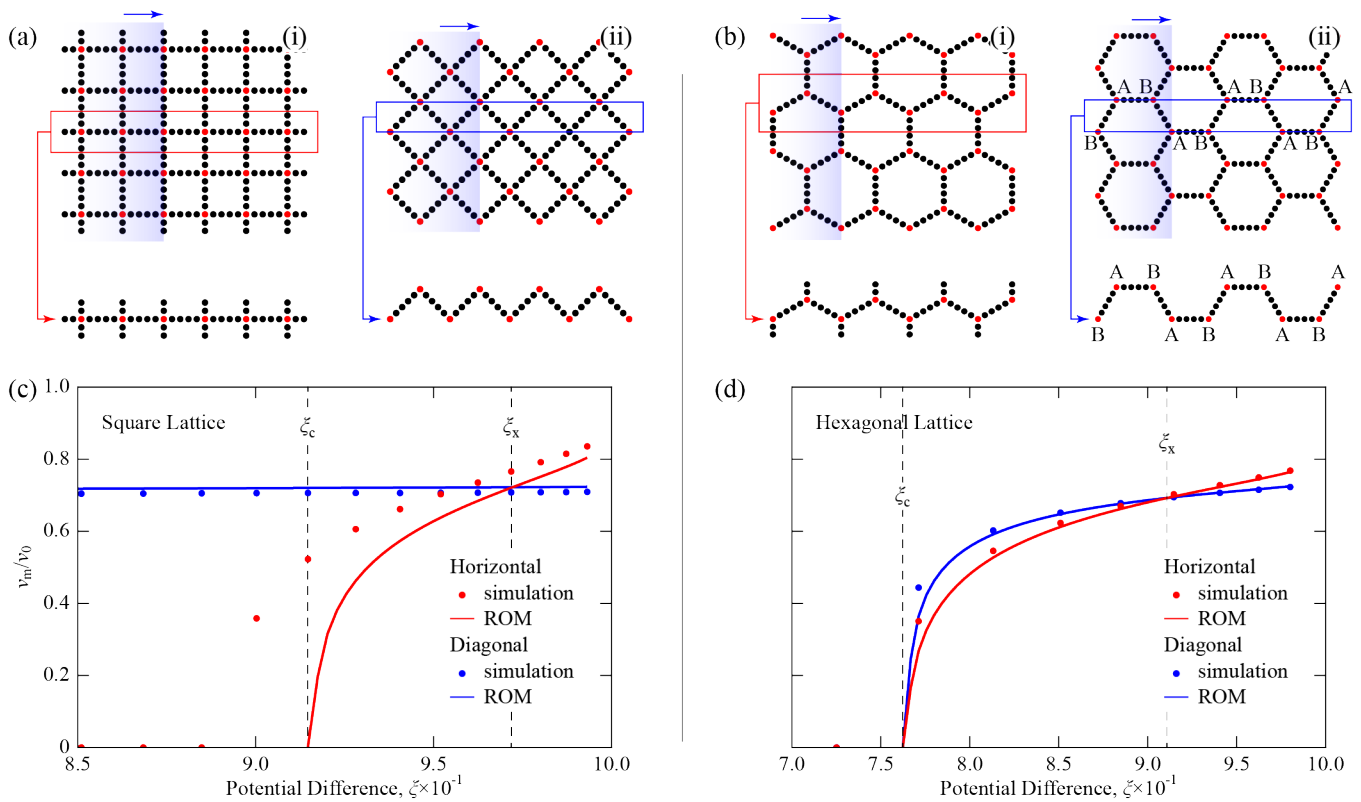 (a)
(i)
(ii)
(b)
(i)
(ii)
A B A B A
B A B A B
A B A B A
B A B A B
(c)
Square Lattice
ξc
ξx
1.0
0.8
0.6
0.4
0.2
0
vm/v0
Horizontal
simulation
ROM
Diagonal
simulation
ROM
8.5 9.0 9.5 10.0
Potential Difference, ξ×10⁻¹
(d)
Hexagonal Lattice
ξc
ξx
Horizontal
simulation
ROM
Diagonal
simulation
ROM
7.0 7.5 8.0 8.5 9.0 9.5 10.0
Potential Difference, ξ×10⁻¹